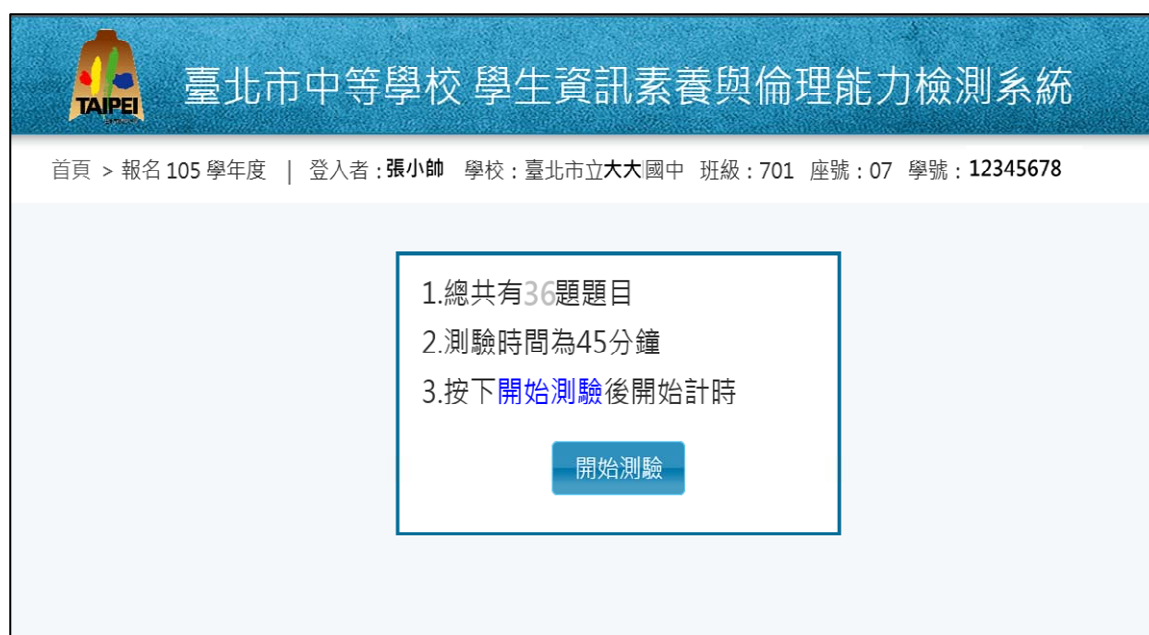 TAIPEI
臺北市中等學校 學生資訊素養與倫理能力檢測系統
首頁 > 報名 105 學年度 | 登入者：張小帥 學校：臺北市立大大國中 班級：701 座號：07 學號：12345678
1.總共有36題題目
2.測驗時間為45分鐘
3.按下開始測驗後開始計時
開始測驗